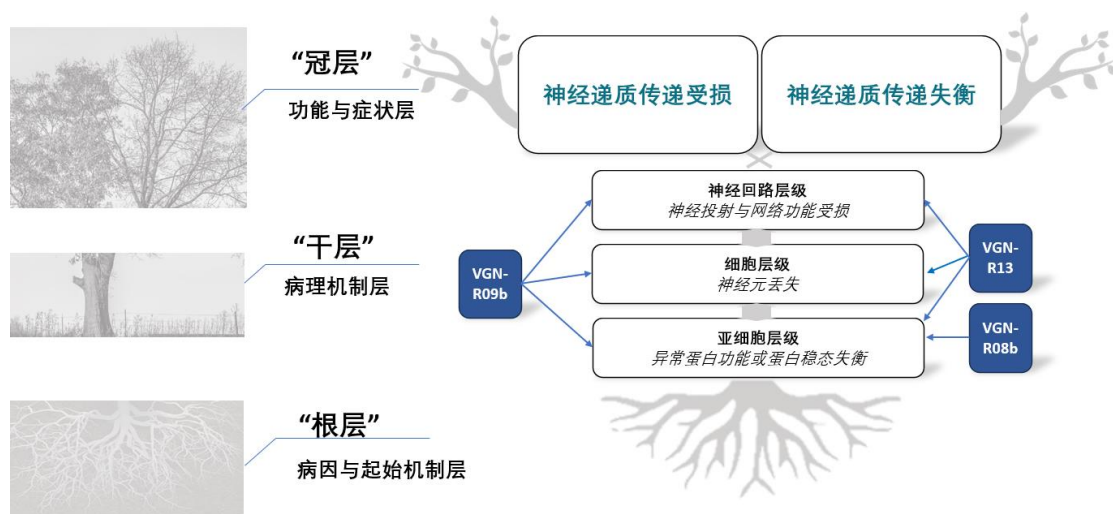 “冠层”
功能与症状层
“干层”
病理机制层
“根层”
病因与起始机制层
神经递质传递受损
神经递质传递失衡
神经回路层级
神经投射与网络功能受损
细胞层级
神经元丢失
亚细胞层级
异常蛋白功能或蛋白稳态失衡
VGN-
R09b
VGN-
R13
VGN-
R08b